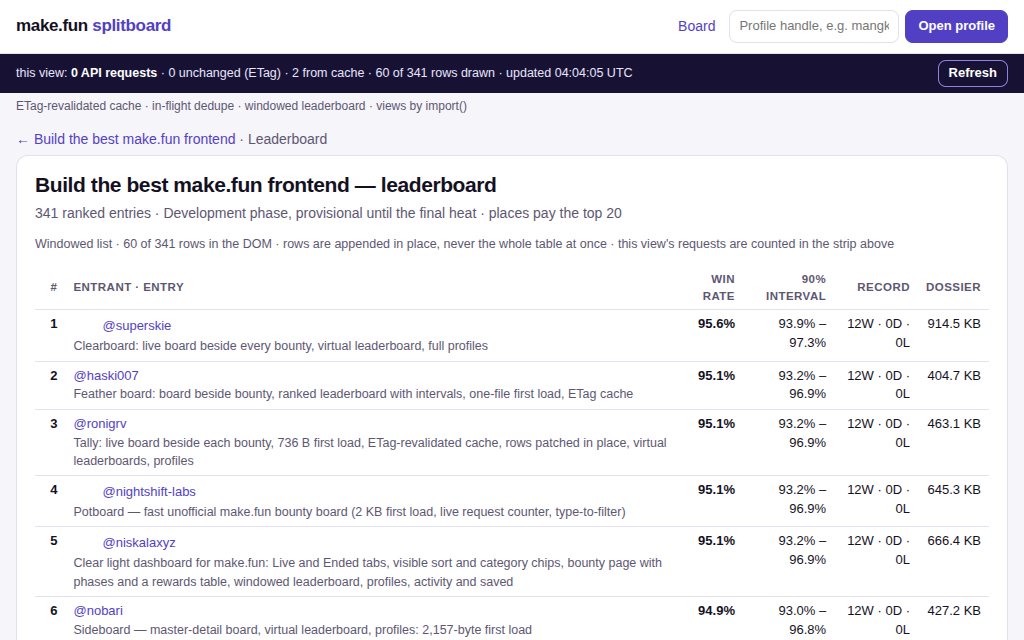 make.fun splitboard
Board
Profile handle, e.g. mangk
Open profile
this view: 0 API requests · 0 unchanged (ETag) · 2 from cache · 60 of 341 rows drawn · updated 04:04:05 UTC
Refresh
ETag-revalidated cache · in-flight dedupe · windowed leaderboard · views by import()
← Build the best make.fun frontend · Leaderboard
Build the best make.fun frontend — leaderboard
341 ranked entries · Development phase, provisional until the final heat · places pay the top 20
Windowed list · 60 of 341 rows in the DOM · rows are appended in place, never the whole table at once · this view's requests are counted in the strip above
# ENTRANT · ENTRY WIN RATE 90% INTERVAL RECORD DOSSIER
1 @superskie 95.6% 93.9% – 97.3% 12W · 0D · 0L 914.5 KB
Clearboard: live board beside every bounty, virtual leaderboard, full profiles
2 @haski007 95.1% 93.2% – 96.9% 12W · 0D · 0L 404.7 KB
Feather board: board beside bounty, ranked leaderboard with intervals, one-file first load, ETag cache
3 @ronigrv 95.1% 93.2% – 96.9% 12W · 0D · 0L 463.1 KB
Tally: live board beside each bounty, 736 B first load, ETag-revalidated cache, rows patched in place, virtual
leaderboards, profiles
4 @nightshift-labs 95.1% 93.2% – 96.9% 12W · 0D · 0L 645.3 KB
Potboard — fast unofficial make.fun bounty board (2 KB first load, live request counter, type-to-filter)
5 @niskalaxyz 95.1% 93.2% – 96.9% 12W · 0D · 0L 666.4 KB
Clear light dashboard for make.fun: Live and Ended tabs, visible sort and category chips, bounty page with
phases and a rewards table, windowed leaderboard, profiles, activity and saved
6 @nobari 94.9% 93.0% – 96.8% 12W · 0D · 0L 427.2 KB
Sideboard — master-detail board, virtual leaderboard, profiles: 2,157-byte first load